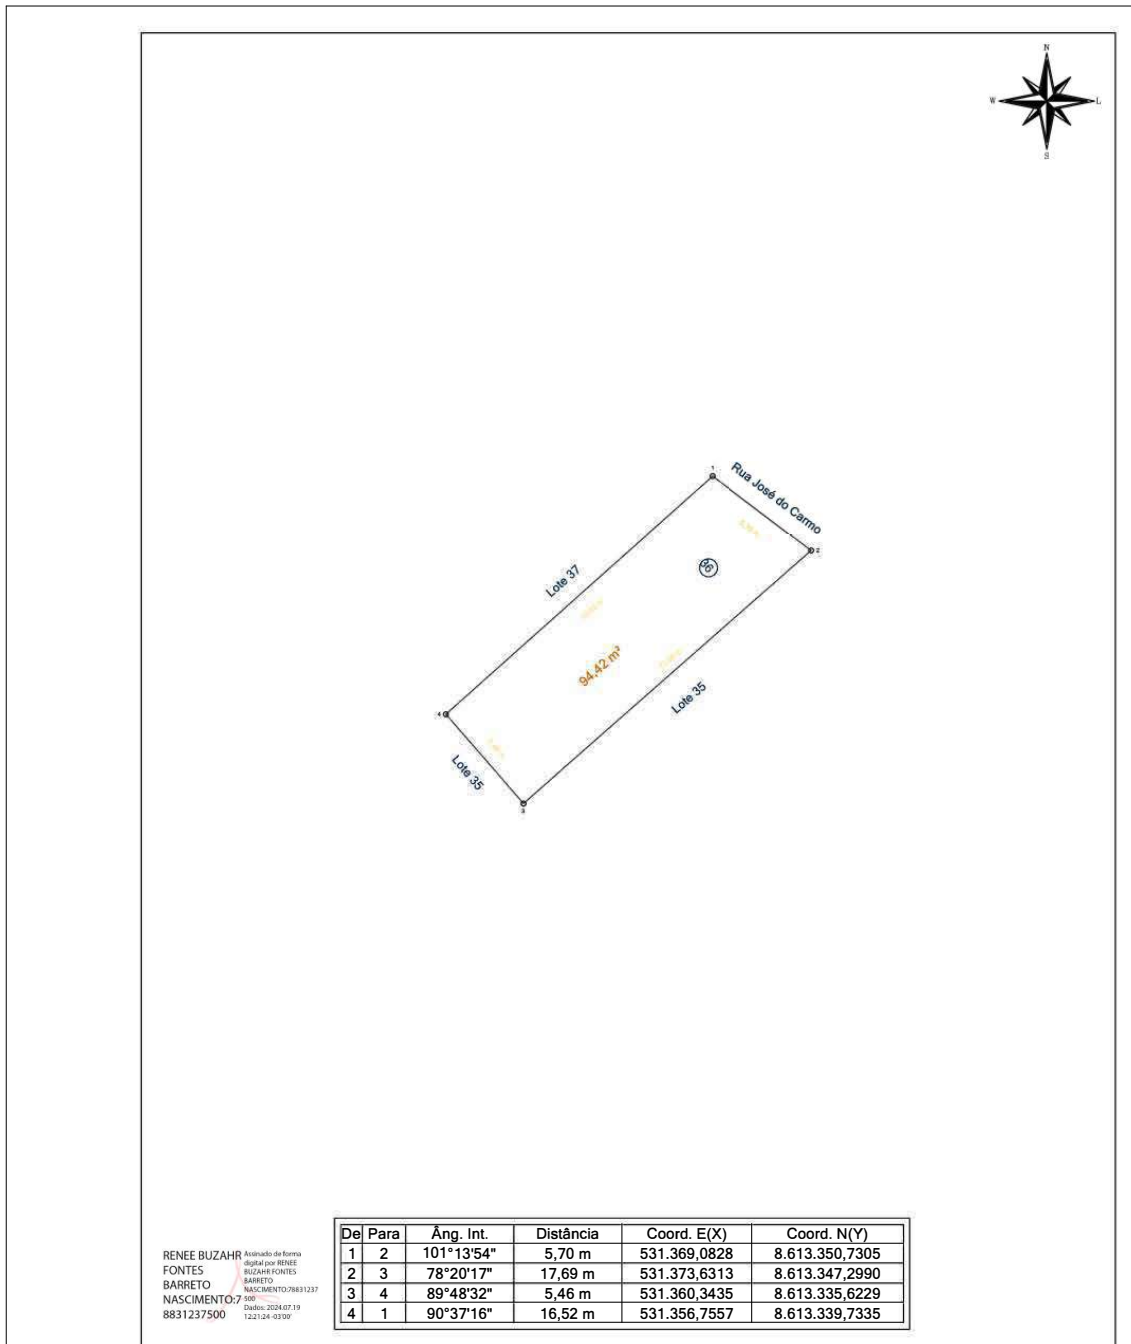 N
W L
S
1
Rua José do Carmo
2
36
Lote 37
94,42 m²
Lote 35
4
Lote 35
3
De Para Âng. Int. Distância Coord. E(X) Coord. N(Y)
1 2 101°13'54" 5,70 m 531.369,0828 8.613.350,7305
2 3 78°20'17" 17,69 m 531.373,6313 8.613.347,2990
3 4 89°48'32" 5,46 m 531.360,3435 8.613.335,6229
4 1 90°37'16" 16,52 m 531.356,7557 8.613.339,7335
RENEE BUZAHR
FONTES
BARRETO
NASCIMENTO:7
8831237500
Assinado de forma
digital por RENEE
BUZAHR FONTES
BARRETO
NASCIMENTO:78831237
500
Dados: 2024.07.19
12:21:24 -03'00'